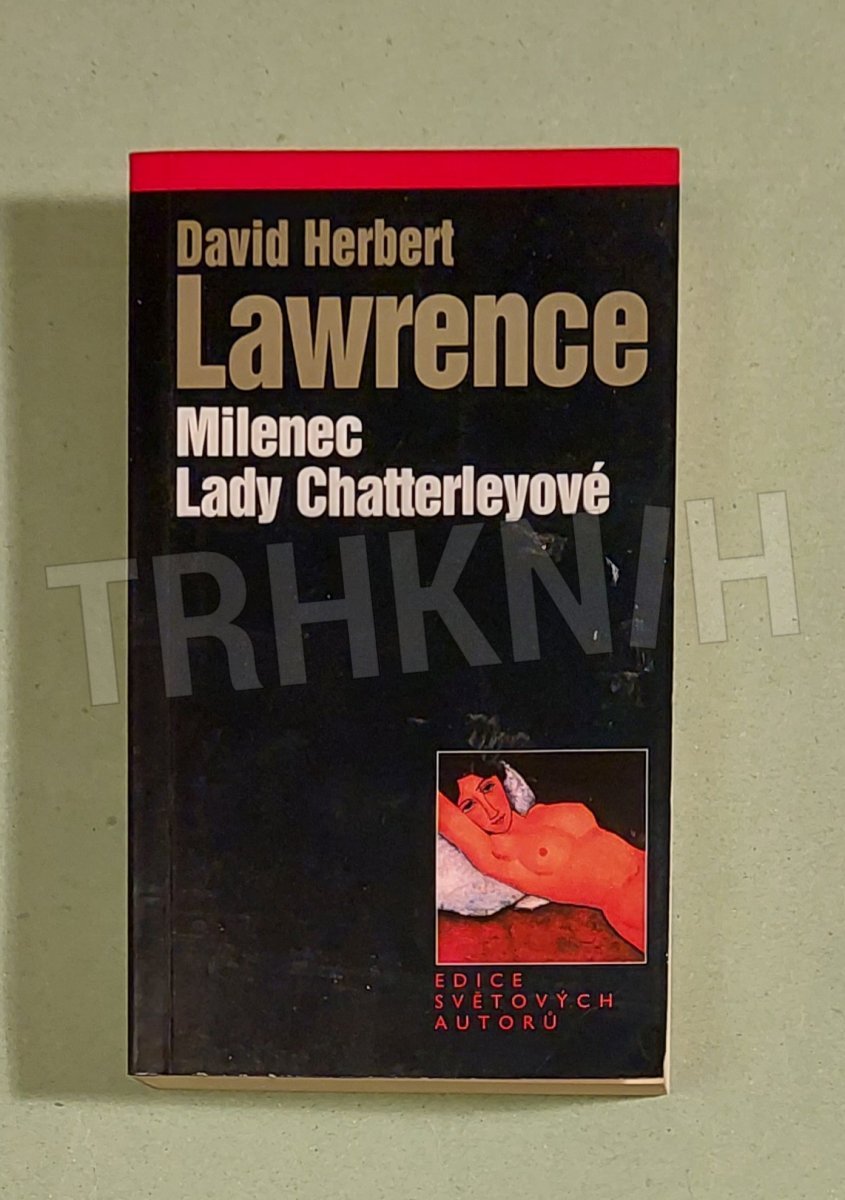 David Herbert
Lawrence
Milenec
Lady Chatterleyové
TRHKNIH
EDICE
SVĚTOVÝCH
AUTORŮ